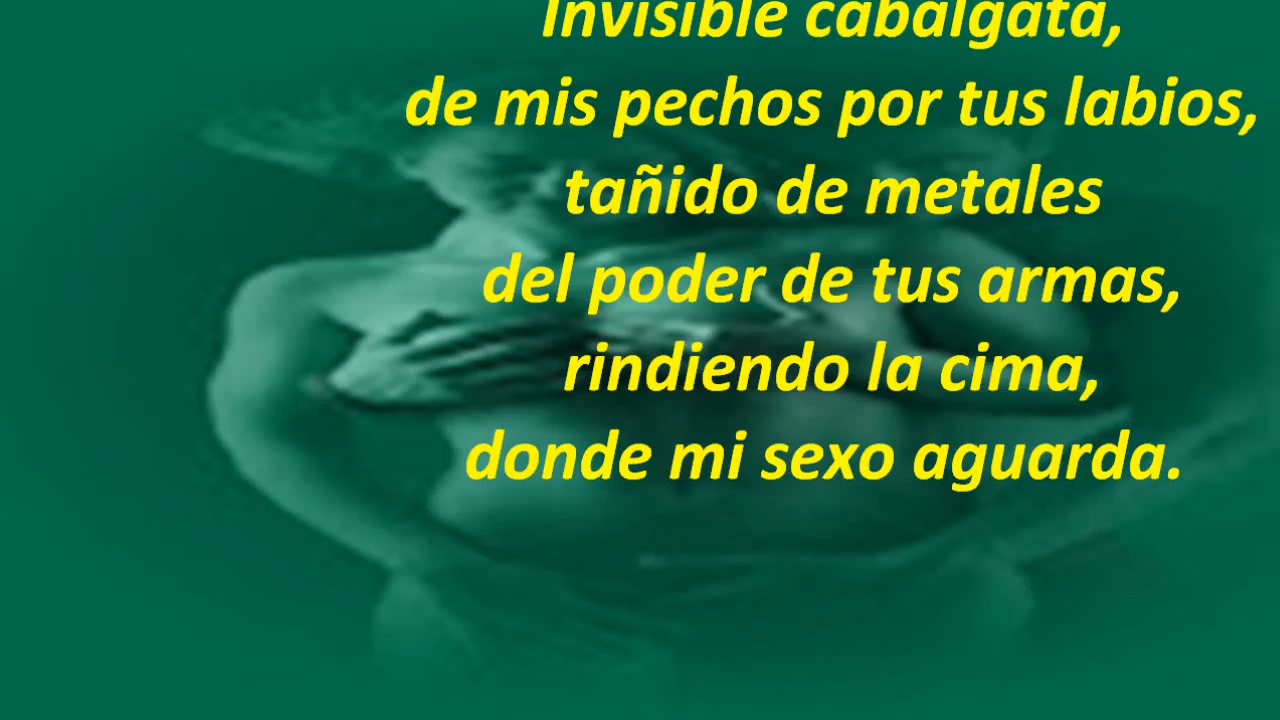 Invisible cabalgata,
de mis pechos por tus labios,
tañido de metales
del poder de tus armas,
rindiendo la cima,
donde mi sexo aguarda.